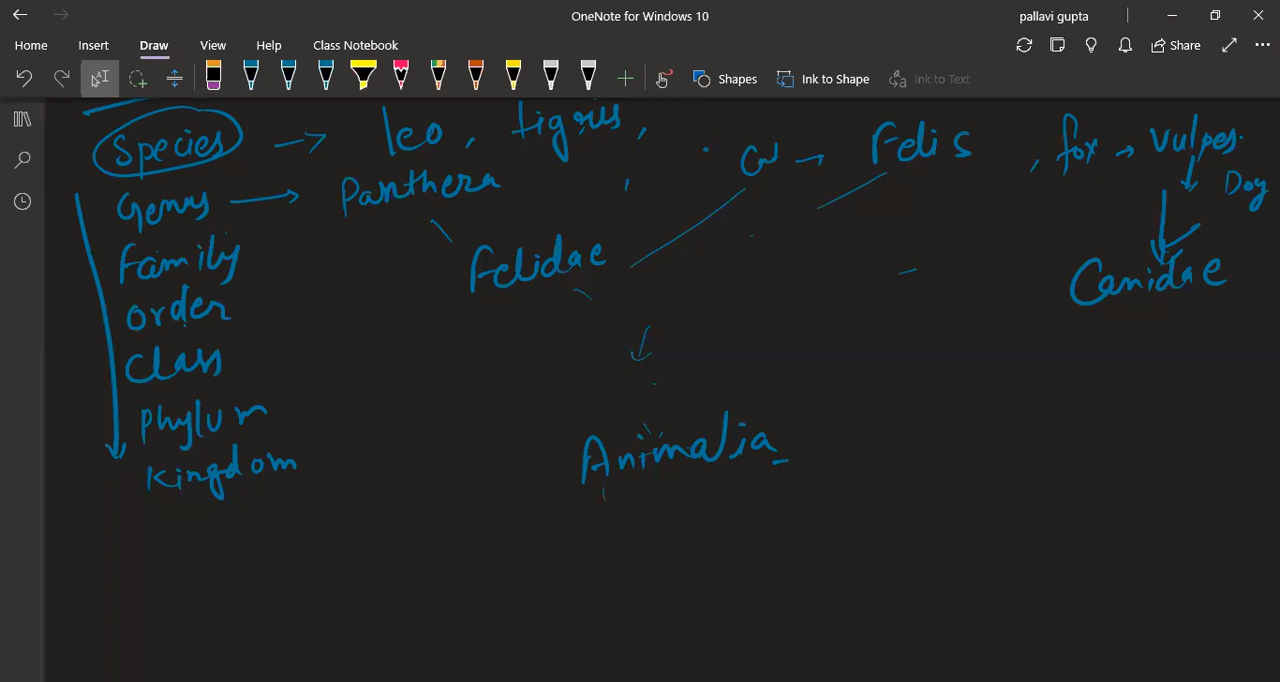 OneNote for Windows 10
pallavi gupta
Home Insert Draw View Help Class Notebook
Share
Shapes Ink to Shape Ink to Text
Species → leo, tigris, Cat → Felis, fox → Vulpes.
Genus → Panthera
Dog
Family
Felidae
Canidae
order
Class
Phylum
Kingdom
Animalia